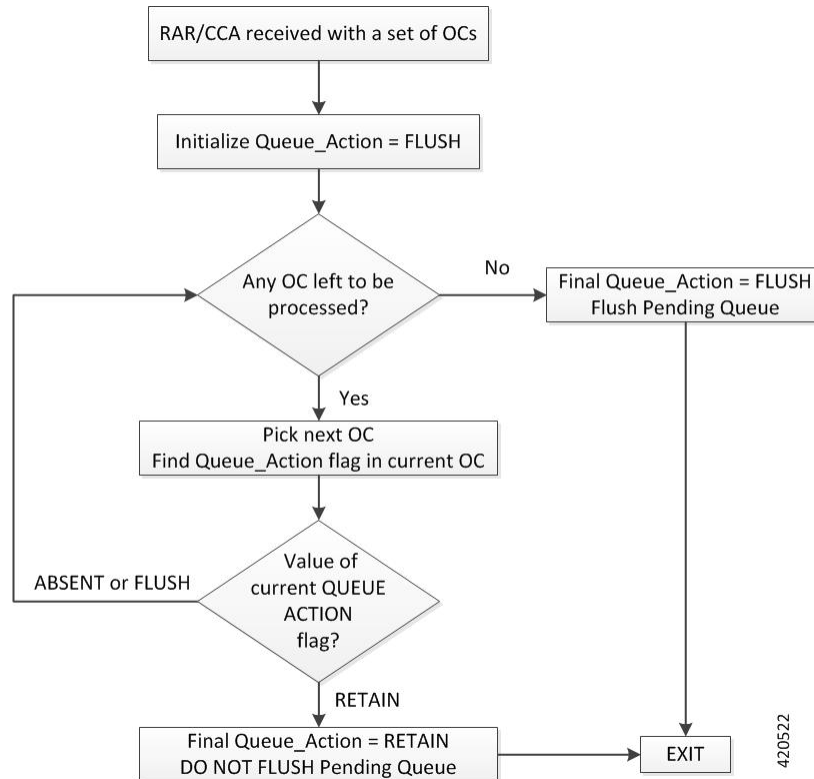 RAR/CCA received with a set of OCs
Initialize Queue_Action = FLUSH
Any OC left to be
processed?
No
Final Queue_Action = FLUSH
Flush Pending Queue
Yes
Pick next OC
Find Queue_Action flag in current OC
Value of
current QUEUE
ACTION
flag?
ABSENT or FLUSH
RETAIN
Final Queue_Action = RETAIN
DO NOT FLUSH Pending Queue
EXIT
420522